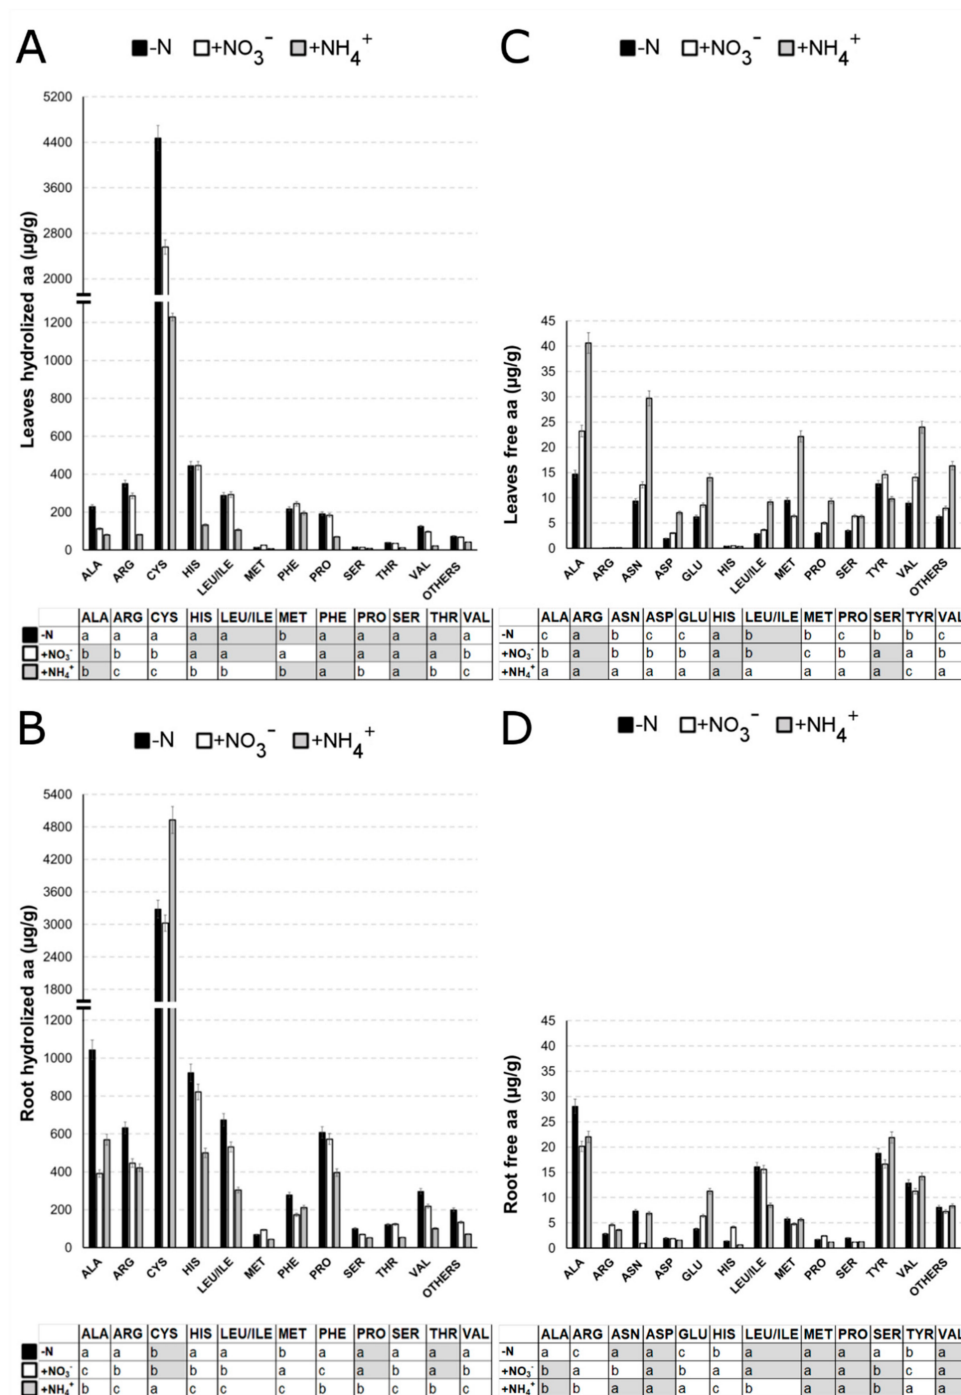 A
-N +NO₃⁻ +NH₄⁺
Leaves hydrolized aa (µg/g)
5200
4400
3600
2800
2000
1200
1000
800
600
400
200
0
ALA ARG CYS HIS LEU/ILE MET PHE PRO SER THR VAL OTHERS
ALA ARG CYS HIS LEU/ILE MET PHE PRO SER THR VAL
-N a a a a a b a a a a a
+NO₃⁻ b b b a a a a a a a b
+NH₄⁺ b c c b b b a b a b c
C
-N +NO₃⁻ +NH₄⁺
Leaves free aa (µg/g)
45
40
35
30
25
20
15
10
5
0
ALA ARG ASN ASP GLU HIS LEU/ILE MET PRO SER TYR VAL OTHERS
ALA ARG ASN ASP GLU HIS LEU/ILE MET PRO SER TYR VAL
-N c a b c c a b b c b b c
+NO₃⁻ b a b b b a b c b a a b
+NH₄⁺ a a a a a a a a a a c a
B
-N +NO₃⁻ +NH₄⁺
Root hydrolized aa (µg/g)
5400
4800
4200
3600
3000
2400
1800
1200
1000
800
600
400
200
0
ALA ARG CYS HIS LEU/ILE MET PHE PRO SER THR VAL OTHERS
ALA ARG CYS HIS LEU/ILE MET PHE PRO SER THR VAL
-N a a b a a b a a a a a
+NO₃⁻ c b b b b a c a b a b
+NH₄⁺ b c a c c b b c b b c
D
-N +NO₃⁻ +NH₄⁺
Root free aa (µg/g)
45
40
35
30
25
20
15
10
5
0
ALA ARG ASN ASP GLU HIS LEU/ILE MET PRO SER TYR VAL OTHERS
ALA ARG ASN ASP GLU HIS LEU/ILE MET PRO SER TYR VAL
-N a c a a c b a a a a b a
+NO₃⁻ b a b a b a a a a b c a
+NH₄⁺ b b a a a c b a a b a a